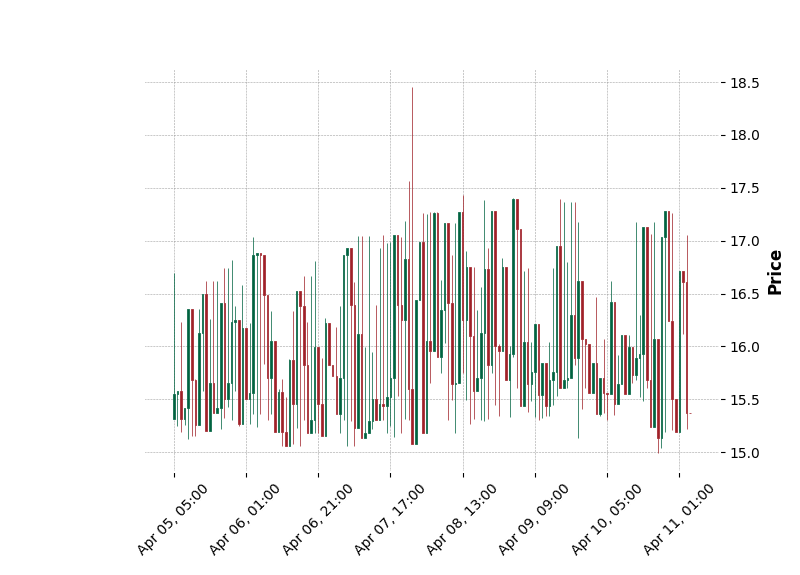 18.5
18.0
17.5
17.0
16.5
16.0
15.5
15.0
Price
Apr 05, 05:00
Apr 06, 01:00
Apr 06, 21:00
Apr 07, 17:00
Apr 08, 13:00
Apr 09, 09:00
Apr 10, 05:00
Apr 11, 01:00